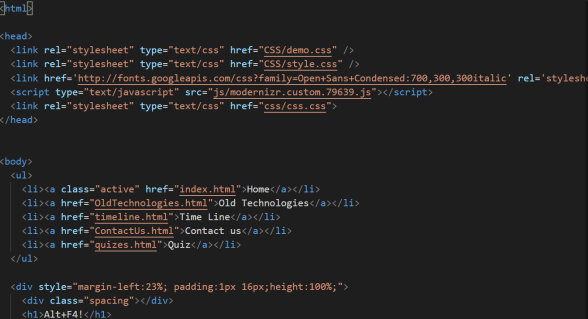 <html>
<head>
<link rel="stylesheet" type="text/css" href="CSS/demo.css" />
<link rel="stylesheet" type="text/css" href="CSS/style.css" />
<link href='http://fonts.googleapis.com/css?family=Open+Sans+Condensed:700,300,300italic' rel='stylesh
<script type="text/javascript" src="js/modernizr.custom.79639.js"></script>
<link rel="stylesheet" type="text/css" href="css/css.css">
</head>
<body>
<ul>
<li><a class="active" href="index.html">Home</a></li>
<li><a href="OldTechnologies.html">Old Technologies</a></li>
<li><a href="timeline.html">Time Line</a></li>
<li><a href="ContactUs.html">Contact us</a></li>
<li><a href="quizes.html">Quiz</a></li>
</ul>
<div style="margin-left:23%; padding:1px 16px;height:100%;">
<div class="spacing"></div>
<h1>Alt+F4!</h1>